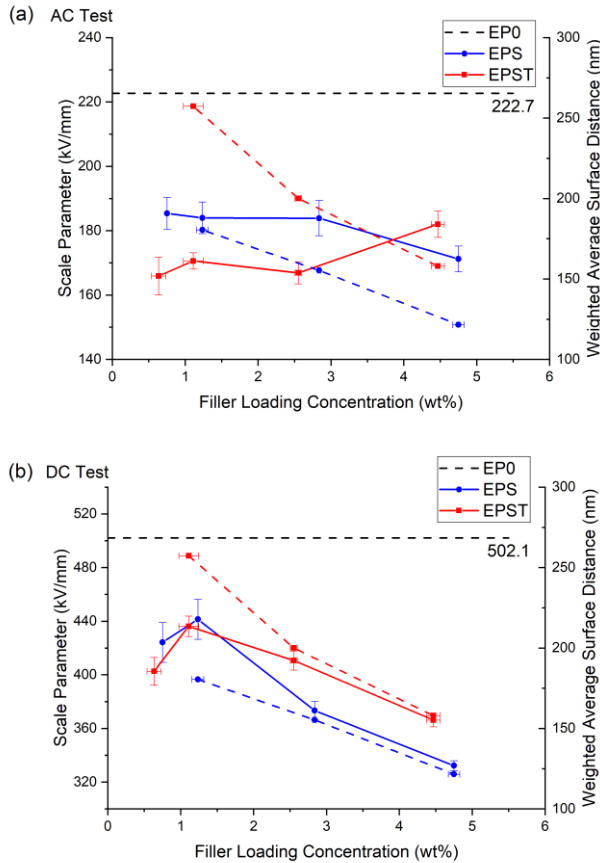 (a) AC Test
EP0
EPS
EPST
240
220
200
180
160
140
Scale Parameter (kV/mm)
300
250
200
150
100
Weighted Average Surface Distance (nm)
222.7
0 1 2 3 4 5 6
Filler Loading Concentration (wt%)
(b) DC Test
EP0
EPS
EPST
520
480
440
400
360
320
Scale Parameter (kV/mm)
300
250
200
150
100
Weighted Average Surface Distance (nm)
502.1
0 1 2 3 4 5 6
Filler Loading Concentration (wt%)